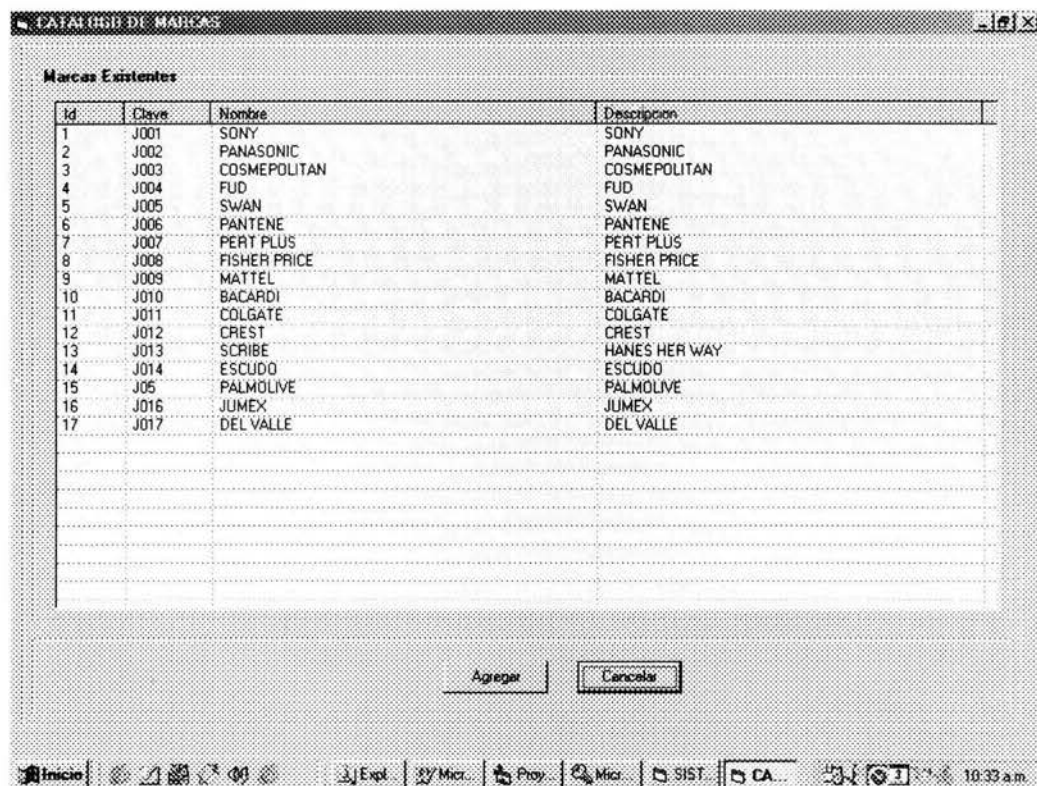 CATALOGO DE MARCAS
Marcas Existentes
Id Clave Nombre Descripcion
1 J001 SONY SONY
2 J002 PANASONIC PANASONIC
3 J003 COSMEPOLITAN COSMEPOLITAN
4 J004 FUD FUD
5 J005 SWAN SWAN
6 J006 PANTENE PANTENE
7 J007 PERT PLUS PERT PLUS
8 J008 FISHER PRICE FISHER PRICE
9 J009 MATTEL MATTEL
10 J010 BACARDI BACARDI
11 J011 COLGATE COLGATE
12 J012 CREST CREST
13 J013 SCRIBE HANES HER WAY
14 J014 ESCUDO ESCUDO
15 J05 PALMOLIVE PALMOLIVE
16 J016 JUMEX JUMEX
17 J017 DEL VALLE DEL VALLE
Agregar Cancelar
Inicio Expl... Micr... Proy... Micr... SIST... CA... 3 10:33 a.m.